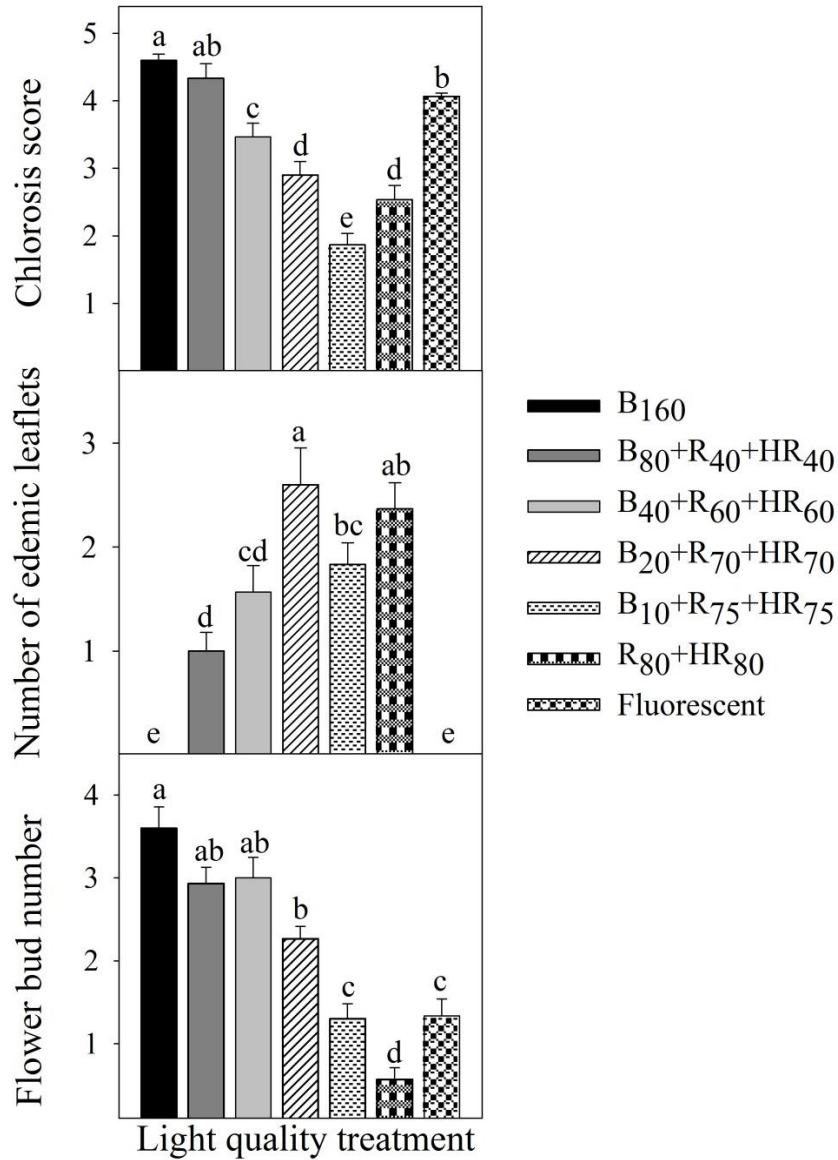 Chlorosis score
5
4
3
2
1
a
ab
c
d
e
d
b
Number of edemic leaflets
3
2
1
e
d
cd
a
bc
ab
e
Flower bud number
4
3
2
1
a
ab
ab
b
c
d
c
Light quality treatment
B160
B80+R40+HR40
B40+R60+HR60
B20+R70+HR70
B10+R75+HR75
R80+HR80
Fluorescent